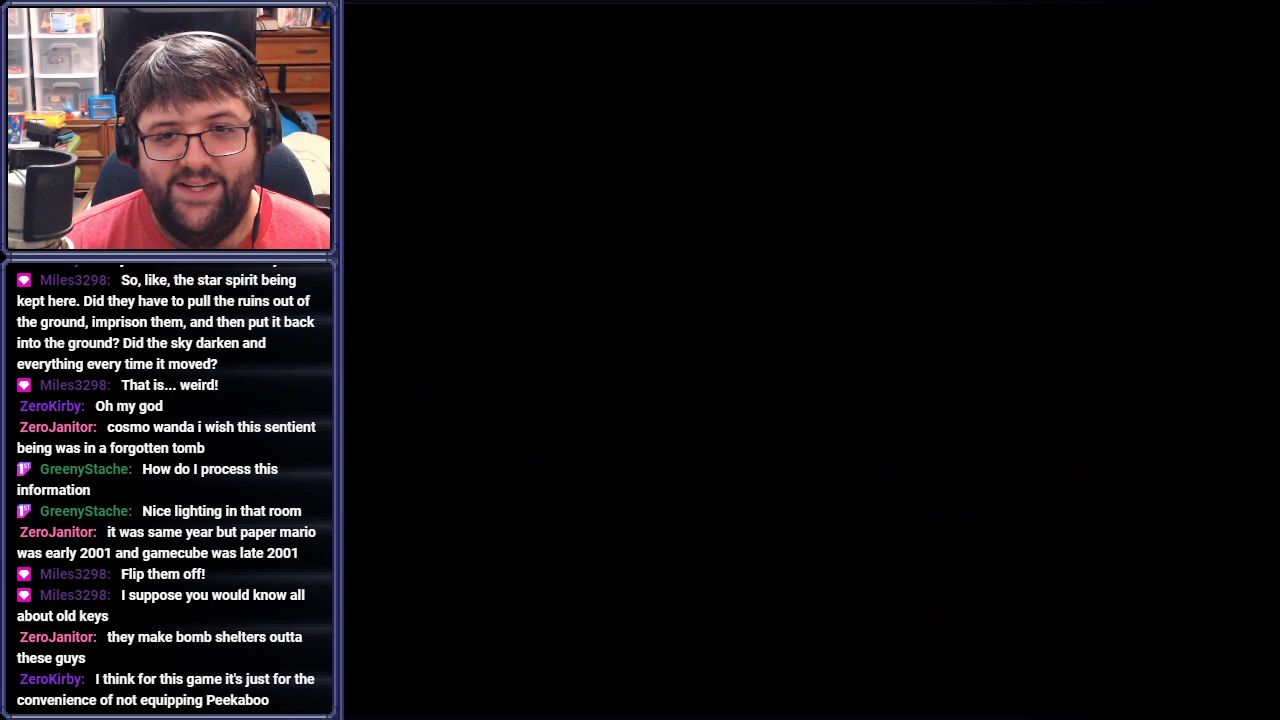 Miles3298: So, like, the star spirit being
kept here. Did they have to pull the ruins out of
the ground, imprison them, and then put it back
into the ground? Did the sky darken and
everything every time it moved?
Miles3298: That is... weird!
ZeroKirby: Oh my god
ZeroJanitor: cosmo wanda i wish this sentient
being was in a forgotten tomb
GreenyStache: How do I process this
information
GreenyStache: Nice lighting in that room
ZeroJanitor: it was same year but paper mario
was early 2001 and gamecube was late 2001
Miles3298: Flip them off!
Miles3298: I suppose you would know all
about old keys
ZeroJanitor: they make bomb shelters outta
these guys
ZeroKirby: I think for this game it's just for the
convenience of not equipping Peekaboo